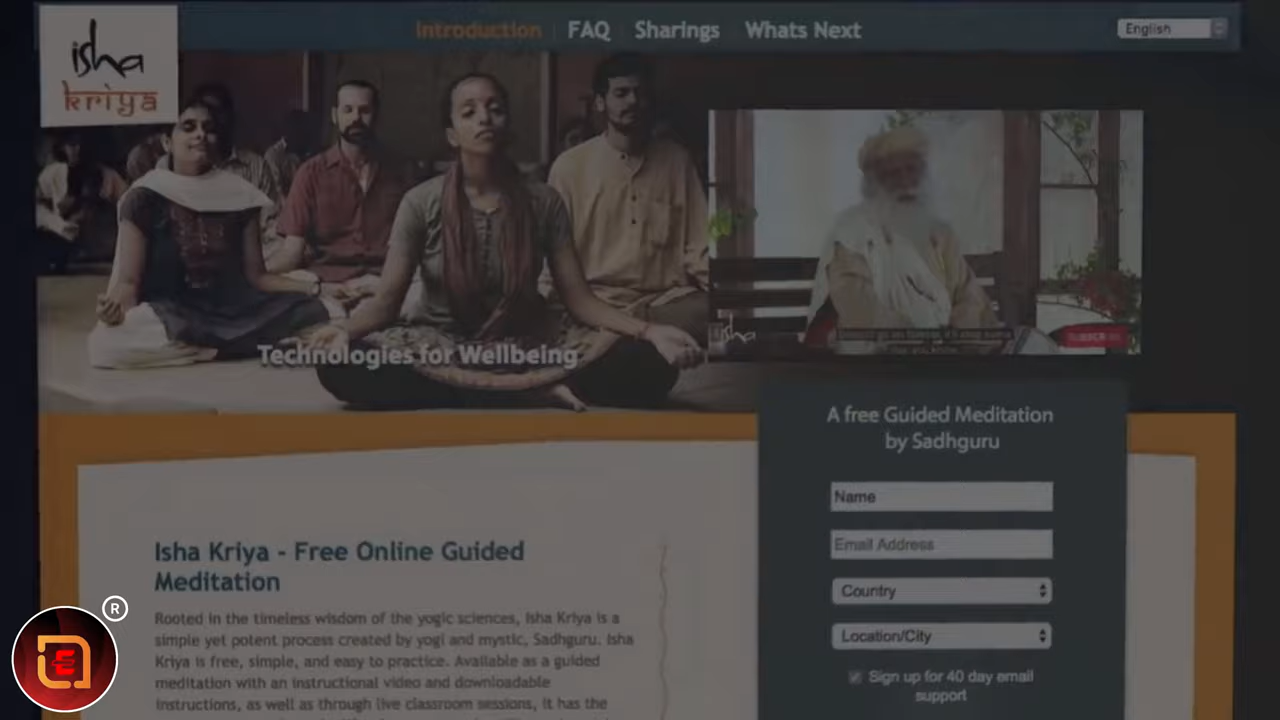 isha
kriya
Introduction
FAQ
Sharings
Whats Next
English
Technologies for Wellbeing
isha
SUBSCRIBE
A free Guided Meditation
by Sadhguru
Name
Email Address
Country
Location/City
Sign up for 40 day email
support
Isha Kriya - Free Online Guided
Meditation
Rooted in the timeless wisdom of the yogic sciences, Isha Kriya is a
simple yet potent process created by yogi and mystic, Sadhguru. Isha
Kriya is free, simple, and easy to practice. Available as a guided
meditation with an instructional video and downloadable
instructions, as well as through live classroom sessions, it has the
®